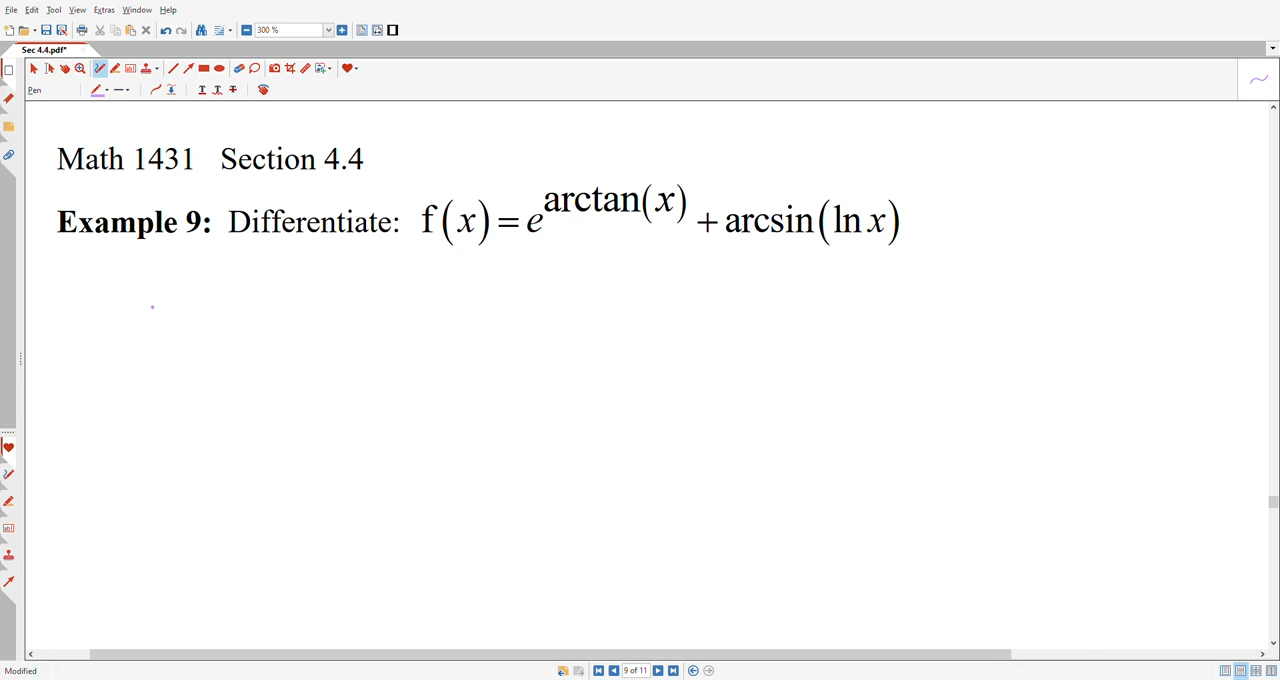 File Edit Tool View Extras Window Help
300 %
Sec 4.4.pdf*
Pen
Math 1431 Section 4.4
Example 9: Differentiate: f(x) = e^arctan(x) + arcsin(ln x)
Modified
9 of 11